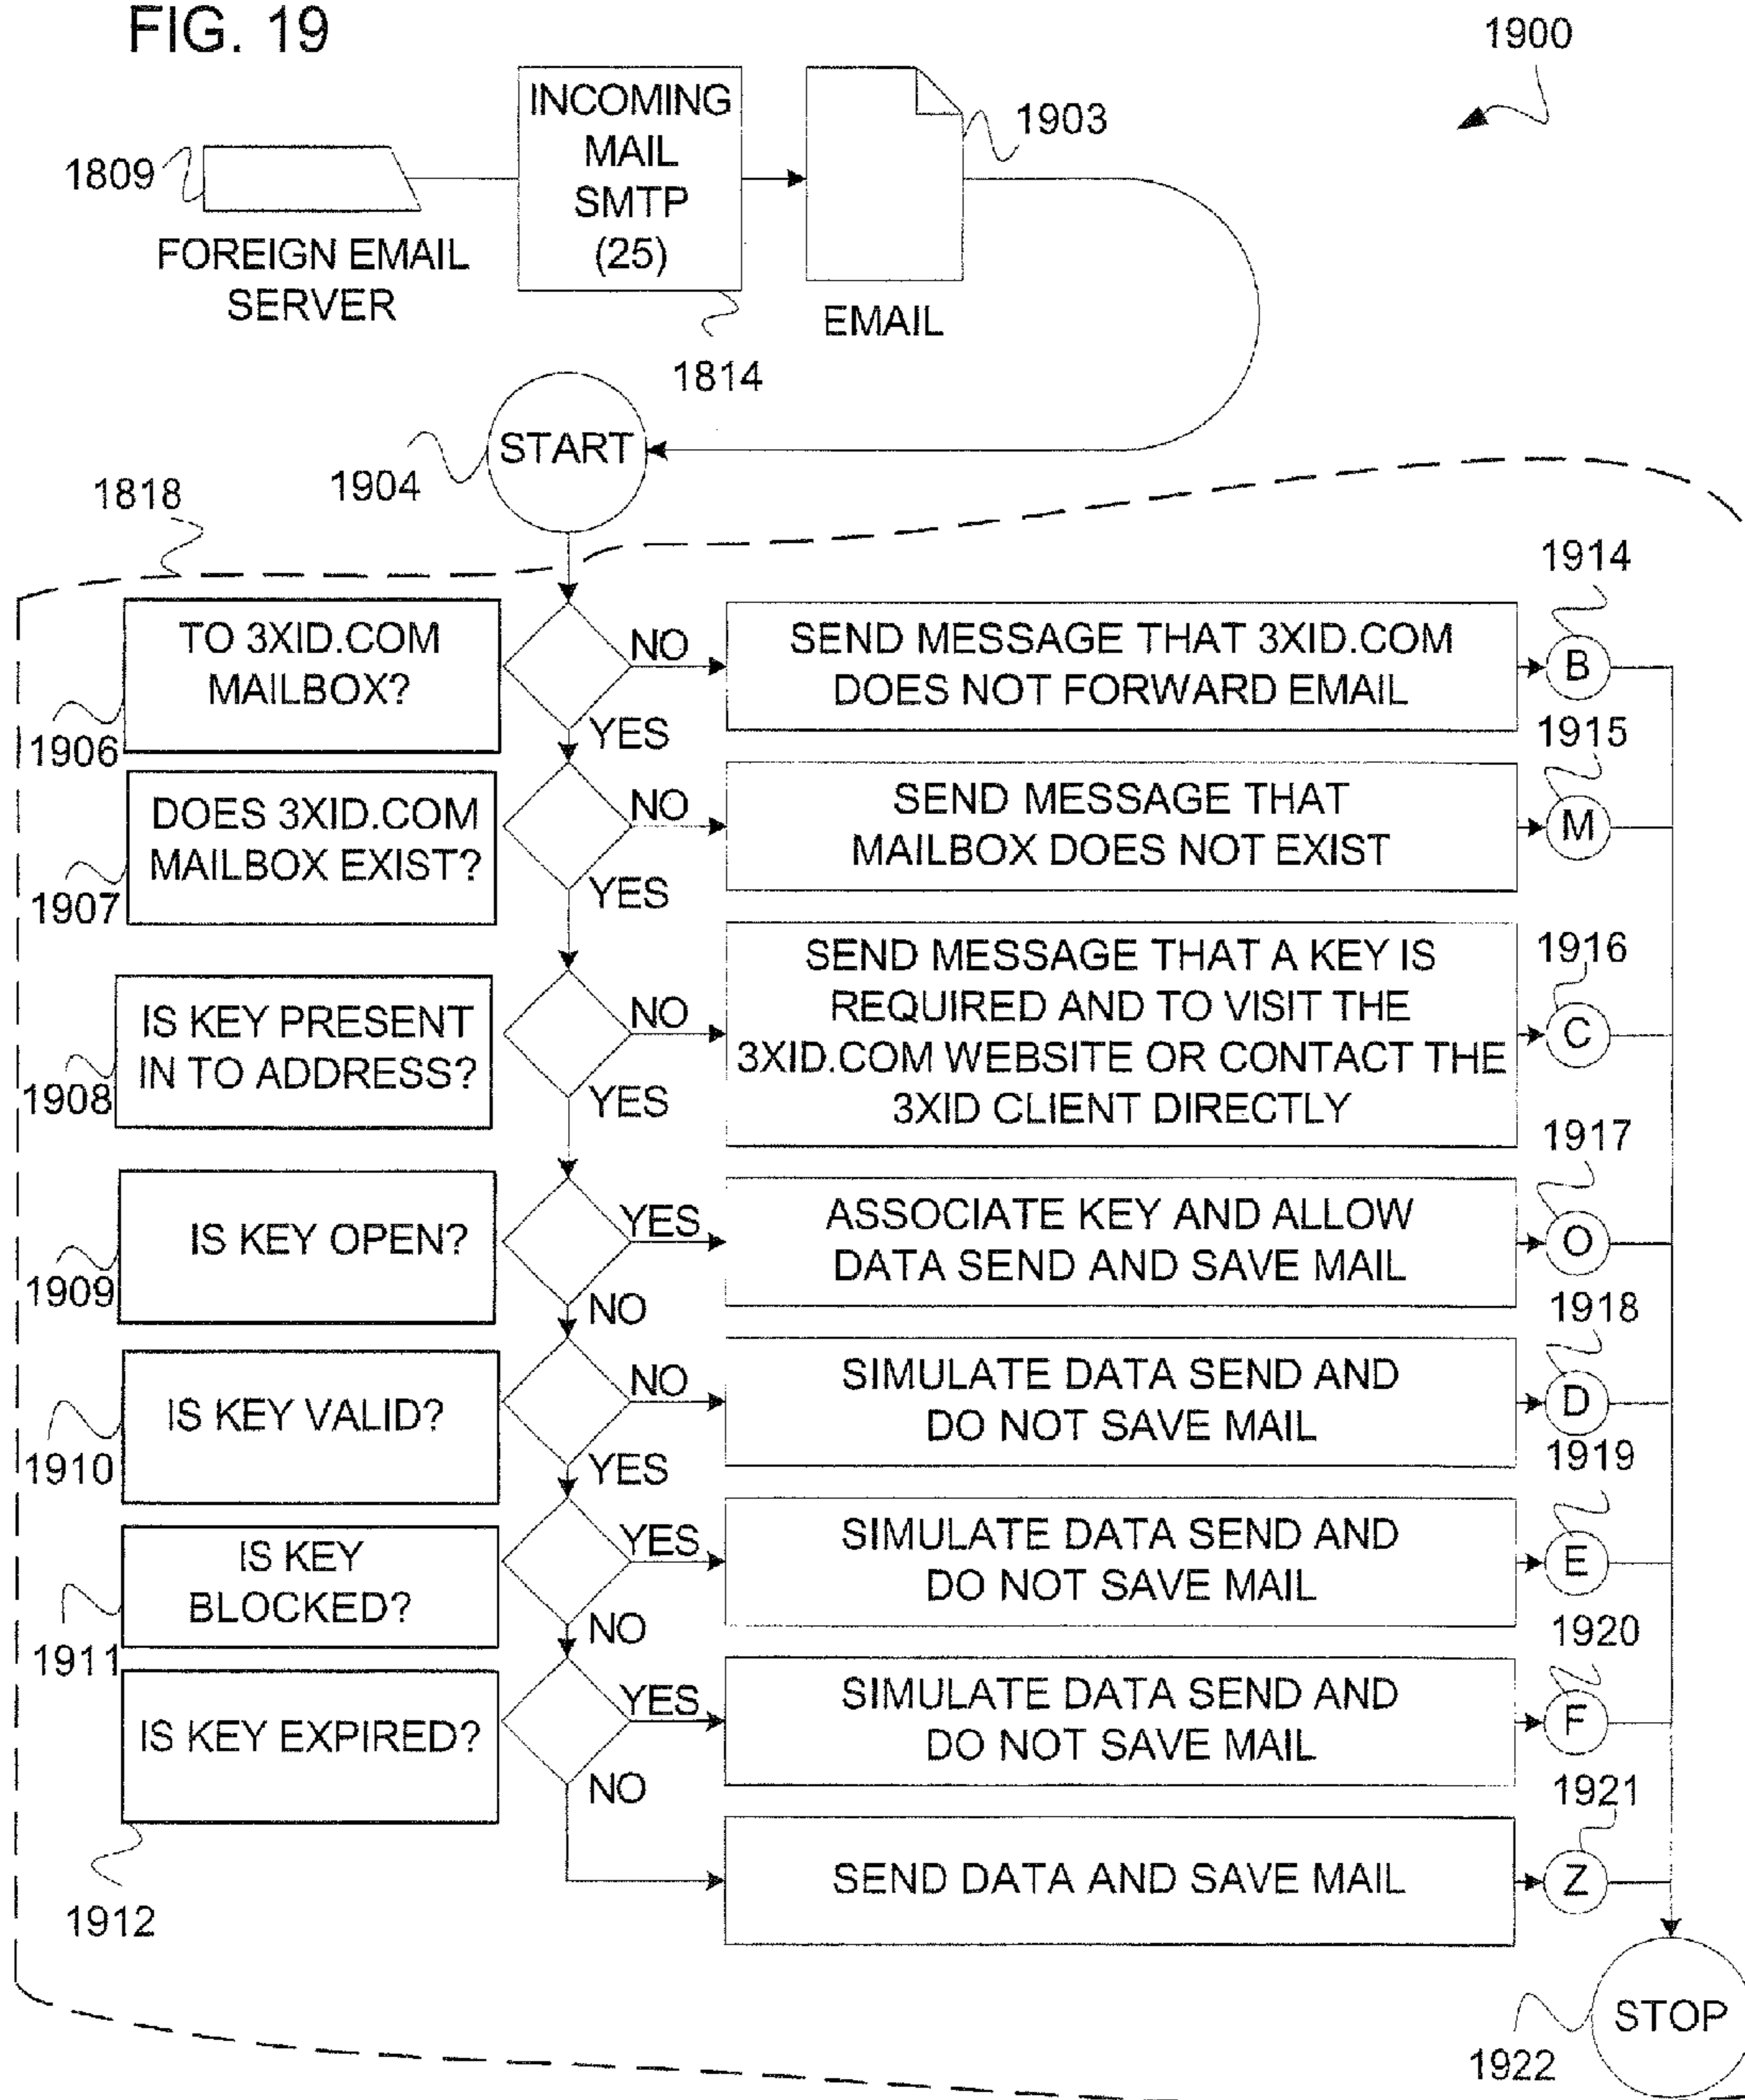 FIG. 19
1900
INCOMING
MAIL
SMTP
(25)
1903
1809
FOREIGN EMAIL
SERVER
EMAIL
1814
START
1904
1818
1914
TO 3XID.COM
MAILBOX?
NO
SEND MESSAGE THAT 3XID.COM
DOES NOT FORWARD EMAIL
B
1906
YES
1915
DOES 3XID.COM
MAILBOX EXIST?
NO
SEND MESSAGE THAT
MAILBOX DOES NOT EXIST
M
1907
YES
1916
IS KEY PRESENT
IN TO ADDRESS?
NO
SEND MESSAGE THAT A KEY IS
REQUIRED AND TO VISIT THE
3XID.COM WEBSITE OR CONTACT THE
3XID CLIENT DIRECTLY
C
1908
YES
1917
IS KEY OPEN?
YES
ASSOCIATE KEY AND ALLOW
DATA SEND AND SAVE MAIL
O
1909
NO
1918
IS KEY VALID?
NO
SIMULATE DATA SEND AND
DO NOT SAVE MAIL
D
1910
YES
1919
IS KEY
BLOCKED?
YES
SIMULATE DATA SEND AND
DO NOT SAVE MAIL
E
1911
NO
1920
IS KEY EXPIRED?
YES
SIMULATE DATA SEND AND
DO NOT SAVE MAIL
F
1912
NO
1921
SEND DATA AND SAVE MAIL
Z
STOP
1922